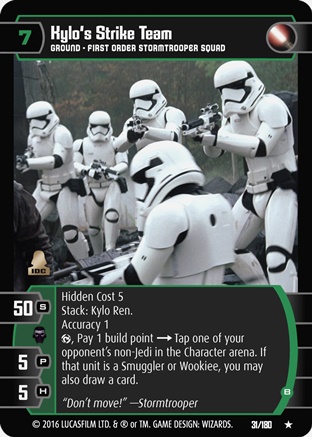 7
Kylo's Strike Team
GROUND - FIRST ORDER STORMTROOPER SQUAD
IDC
50 S
5 P
5 H
Hidden Cost 5
Stack: Kylo Ren.
Accuracy 1
, Pay 1 build point → Tap one of your
opponent's non-Jedi in the Character arena. If
that unit is a Smuggler or Wookiee, you may
also draw a card.
"Don't move!" —Stormtrooper
B
© 2016 LUCASFILM LTD. & ® or TM. GAME DESIGN: WIZARDS.
31/180 ★